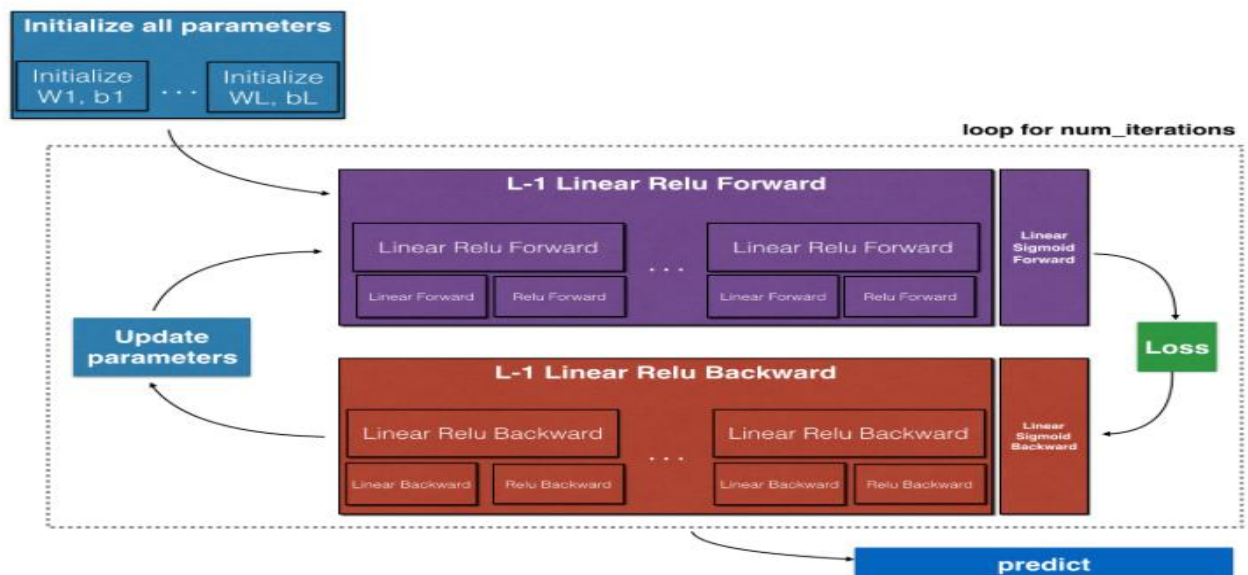 Initialize all parameters
Initialize
W1, b1
...
Initialize
WL, bL
loop for num_iterations
L-1 Linear Relu Forward
Linear Relu Forward
...
Linear Relu Forward
Linear Forward
Relu Forward
Linear Forward
Relu Forward
Linear
Sigmoid
Forward
Update
parameters
Loss
L-1 Linear Relu Backward
Linear Relu Backward
...
Linear Relu Backward
Linear Backward
Relu Backward
Linear Backward
Relu Backward
Linear
Sigmoid
Backward
predict